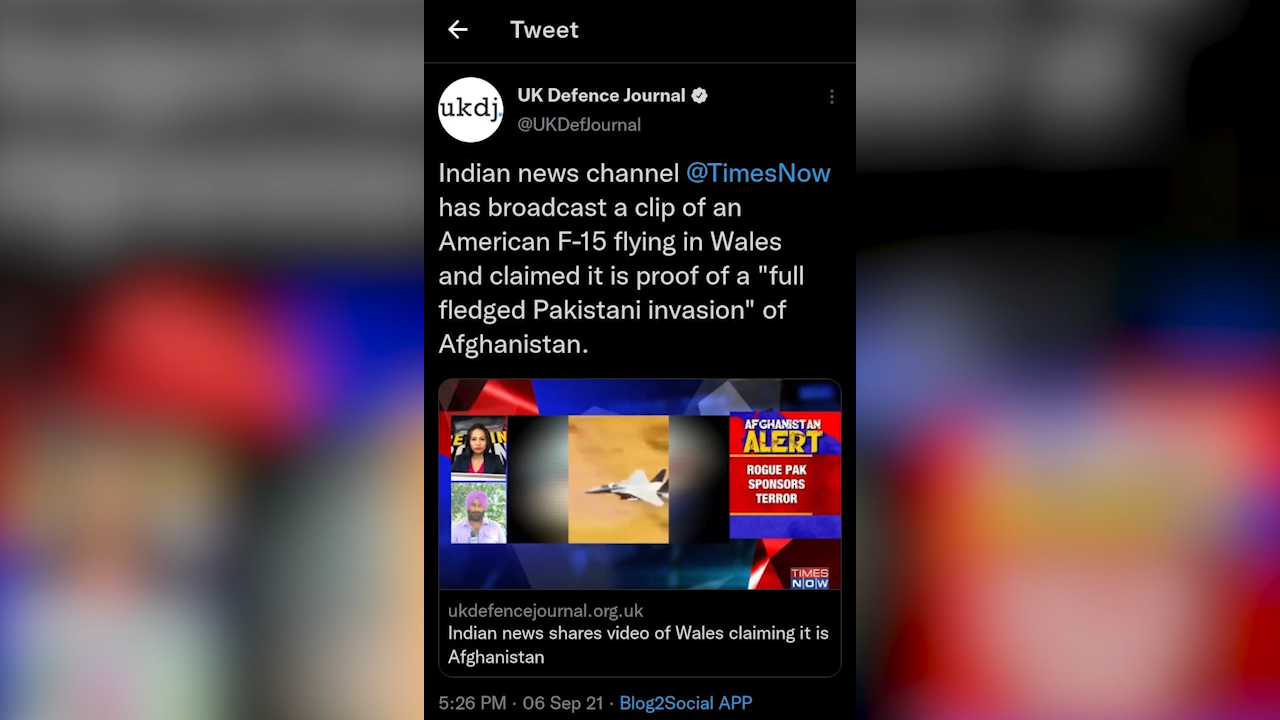 Tweet
ukdj.
UK Defence Journal
@UKDefJournal
Indian news channel @TimesNow
has broadcast a clip of an
American F-15 flying in Wales
and claimed it is proof of a "full
fledged Pakistani invasion" of
Afghanistan.
AFGHANISTAN
ALERT
ROGUE PAK
SPONSORS
TERROR
TIMES
NOW
ukdefencejournal.org.uk
Indian news shares video of Wales claiming it is
Afghanistan
5:26 PM · 06 Sep 21 · Blog2Social APP